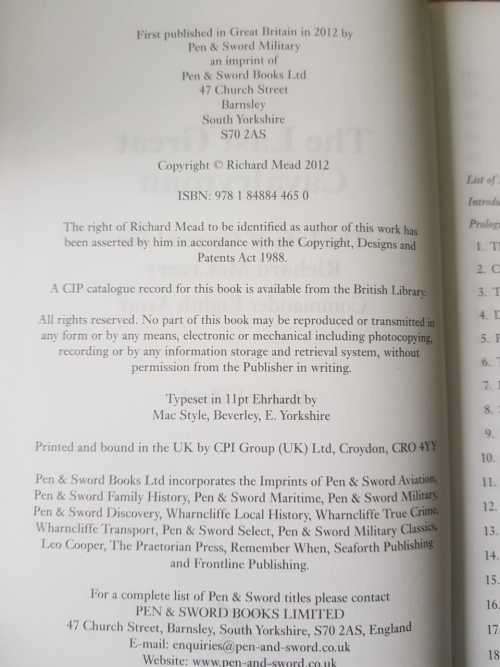 First published in Great Britain in 2012 by
Pen & Sword Military
an imprint of
Pen & Sword Books Ltd
47 Church Street
Barnsley
South Yorkshire
S70 2AS
Copyright © Richard Mead 2012
ISBN: 978 1 84884 465 0
The right of Richard Mead to be identified as author of this work has
been asserted by him in accordance with the Copyright, Designs and
Patents Act 1988.
A CIP catalogue record for this book is available from the British Library.
All rights reserved. No part of this book may be reproduced or transmitted in
any form or by any means, electronic or mechanical including photocopying,
recording or by any information storage and retrieval system, without
permission from the Publisher in writing.
Typeset in 11pt Ehrhardt by
Mac Style, Beverley, E. Yorkshire
Printed and bound in the UK by CPI Group (UK) Ltd, Croydon, CRO 4YY
Pen & Sword Books Ltd incorporates the Imprints of Pen & Sword Aviation,
Pen & Sword Family History, Pen & Sword Maritime, Pen & Sword Military,
Pen & Sword Discovery, Wharncliffe Local History, Wharncliffe True Crime,
Wharncliffe Transport, Pen & Sword Select, Pen & Sword Military Classics,
Leo Cooper, The Praetorian Press, Remember When, Seaforth Publishing
and Frontline Publishing.
For a complete list of Pen & Sword titles please contact
PEN & SWORD BOOKS LIMITED
47 Church Street, Barnsley, South Yorkshire, S70 2AS, England
E-mail: enquiries@pen-and-sword.co.uk
Website: www.pen-and-sword.co.uk
List of
1.
2.
3.
4.
5.
6.
7.
8.
9.
10.
11.
12.
13.
14.
15.
16.
17
18